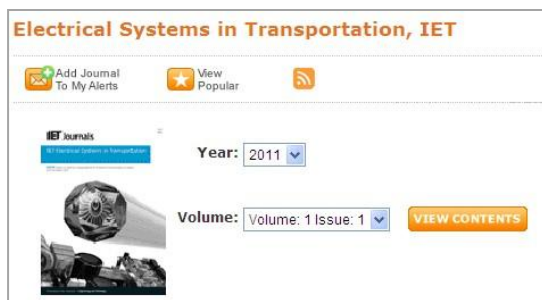 Electrical Systems in Transportation, IET
Add Journal
To My Alerts
View
Popular
IET Journals
IET Electrical Systems in Transportation
Year: 2011
Volume: Volume: 1 Issue: 1
VIEW CONTENTS